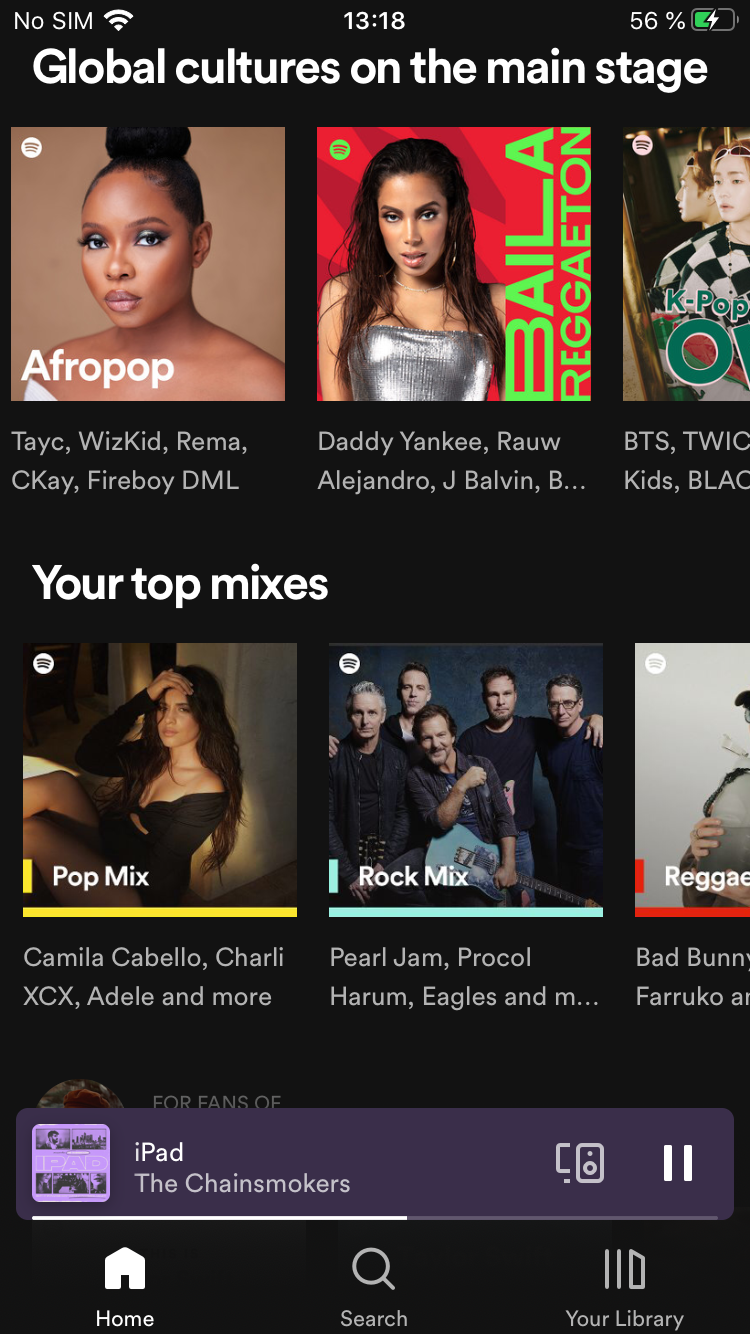 No SIM 13:18 56 %
Global cultures on the main stage
Afropop
BAILA
REGGAETON
K-Pop
Tayc, WizKid, Rema,
CKay, Fireboy DML
Daddy Yankee, Rauw
Alejandro, J Balvin, B...
BTS, TWIC
Kids, BLAC
Your top mixes
Pop Mix
Rock Mix
Reggae
Camila Cabello, Charli
XCX, Adele and more
Pearl Jam, Procol
Harum, Eagles and m...
Bad Bunny
Farruko an
FOR FANS OF
IPAD
iPad
The Chainsmokers
Home
Search
Your Library